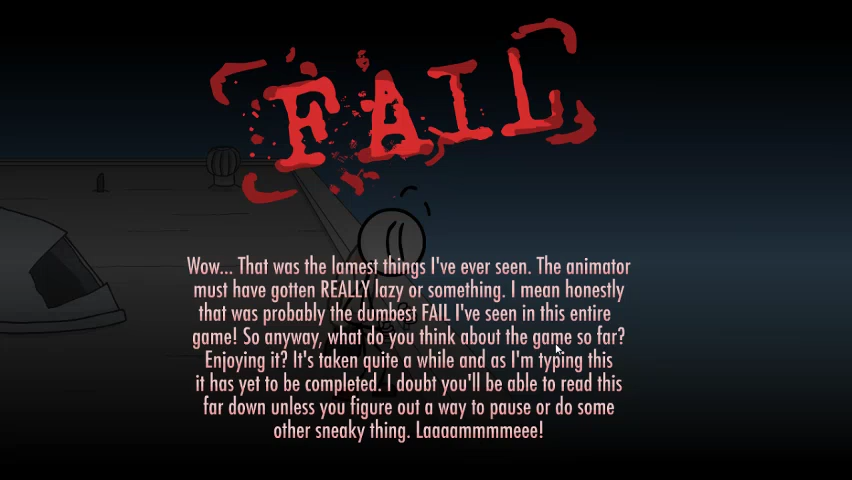 FAIL
Wow... That was the lamest things I've ever seen. The animator
must have gotten REALLY lazy or something. I mean honestly
that was probably the dumbest FAIL I've seen in this entire
game! So anyway, what do you think about the game so far?
Enjoying it? It's taken quite a while and as I'm typing this
it has yet to be completed. I doubt you'll be able to read this
far down unless you figure out a way to pause or do some
other sneaky thing. Laaaammmmeee!